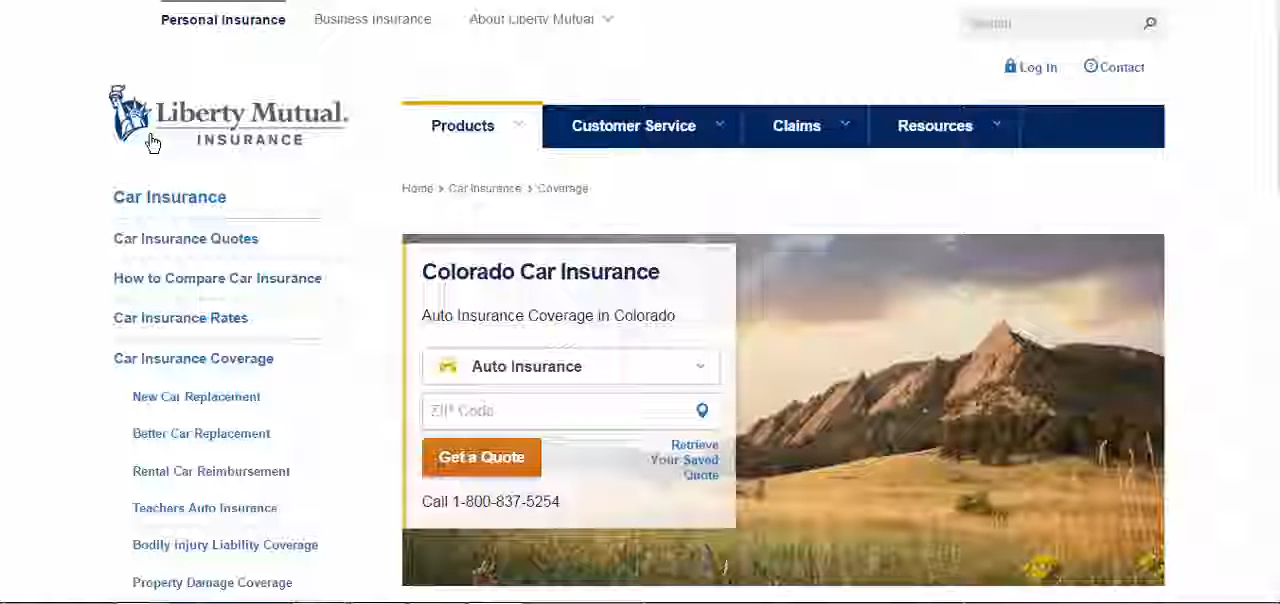 Personal Insurance
Business Insurance
About Liberty Mutual
Search
Log In
Contact
Liberty Mutual.
INSURANCE
Products
Customer Service
Claims
Resources
Home > Car Insurance > Coverage
Car Insurance
Car Insurance Quotes
How to Compare Car Insurance
Car Insurance Rates
Car Insurance Coverage
New Car Replacement
Better Car Replacement
Rental Car Reimbursement
Teachers Auto Insurance
Bodily Injury Liability Coverage
Property Damage Coverage
Colorado Car Insurance
Auto Insurance Coverage in Colorado
Auto Insurance
ZIP Code
Get a Quote
Retrieve
Your Saved
Quote
Call 1-800-837-5254